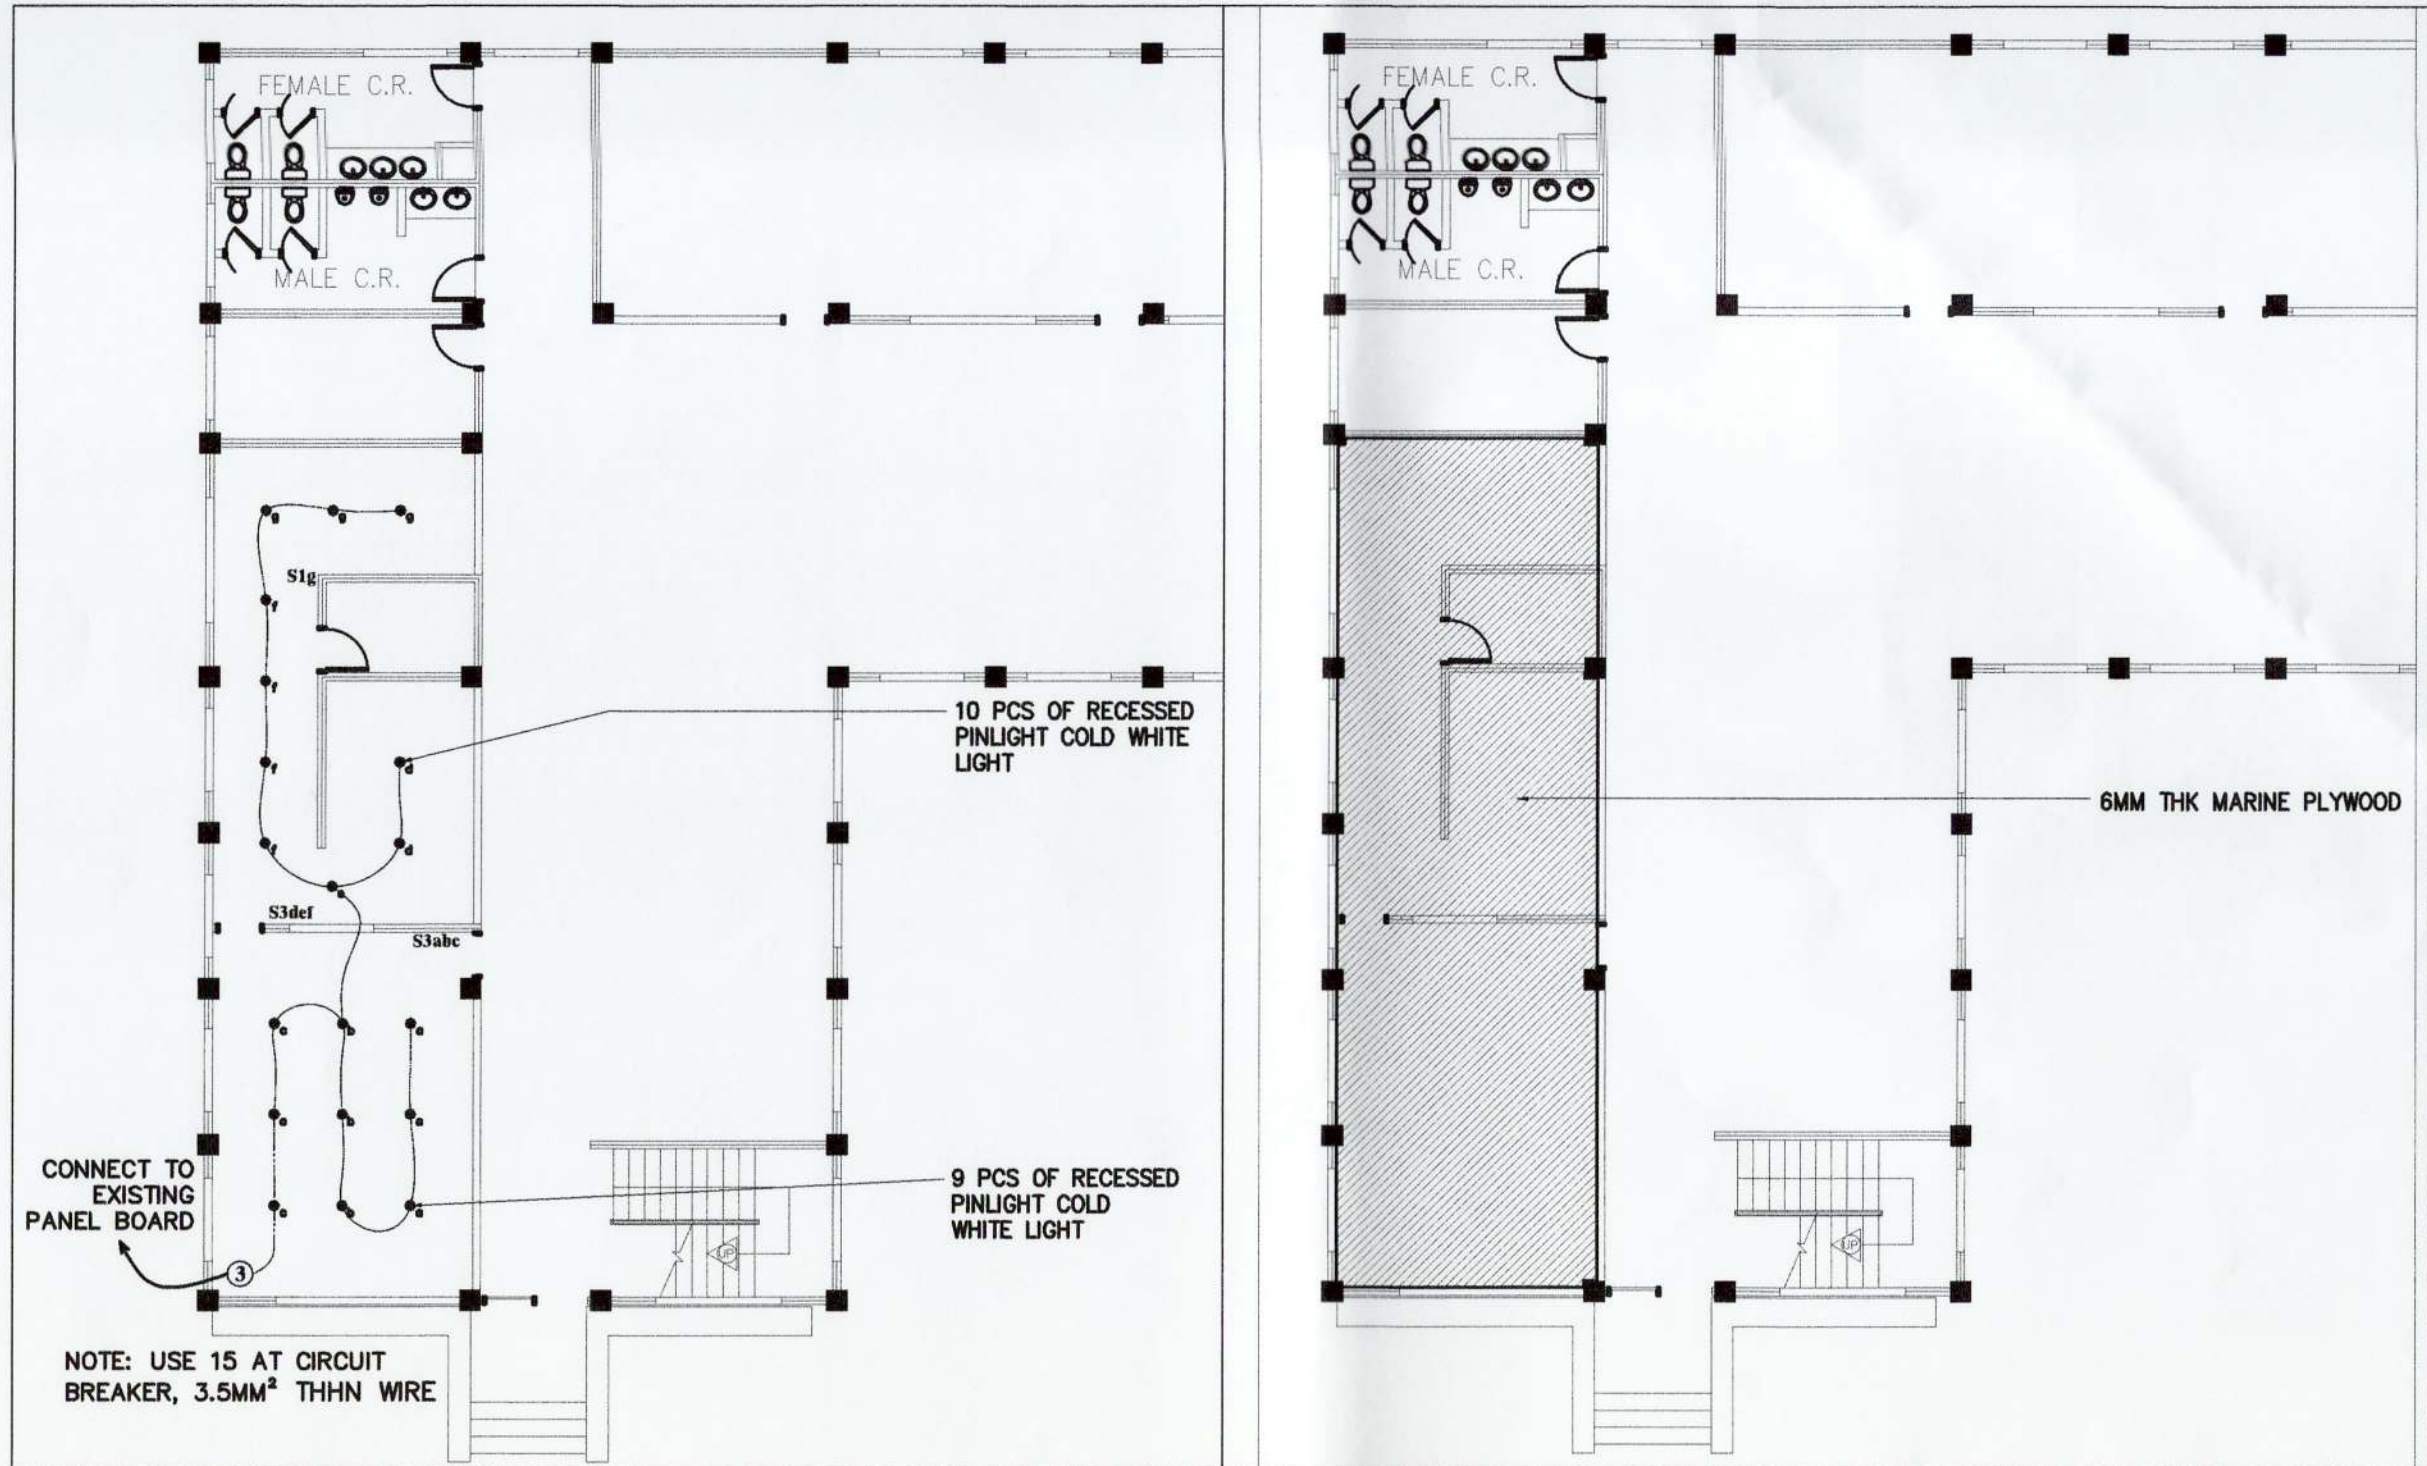 FEMALE C.R.
MALE C.R.
g
g
g
S1g
f
f
f
f
d
d
S3def
S3abc
10 PCS OF RECESSED
PINLIGHT COLD WHITE
LIGHT
b
b
b
CONNECT TO
EXISTING
PANEL BOARD
3
9 PCS OF RECESSED
PINLIGHT COLD
WHITE LIGHT
UP
NOTE: USE 15 AT CIRCUIT
BREAKER, 3.5MM² THHN WIRE
FEMALE C.R.
MALE C.R.
6MM THK MARINE PLYWOOD
UP